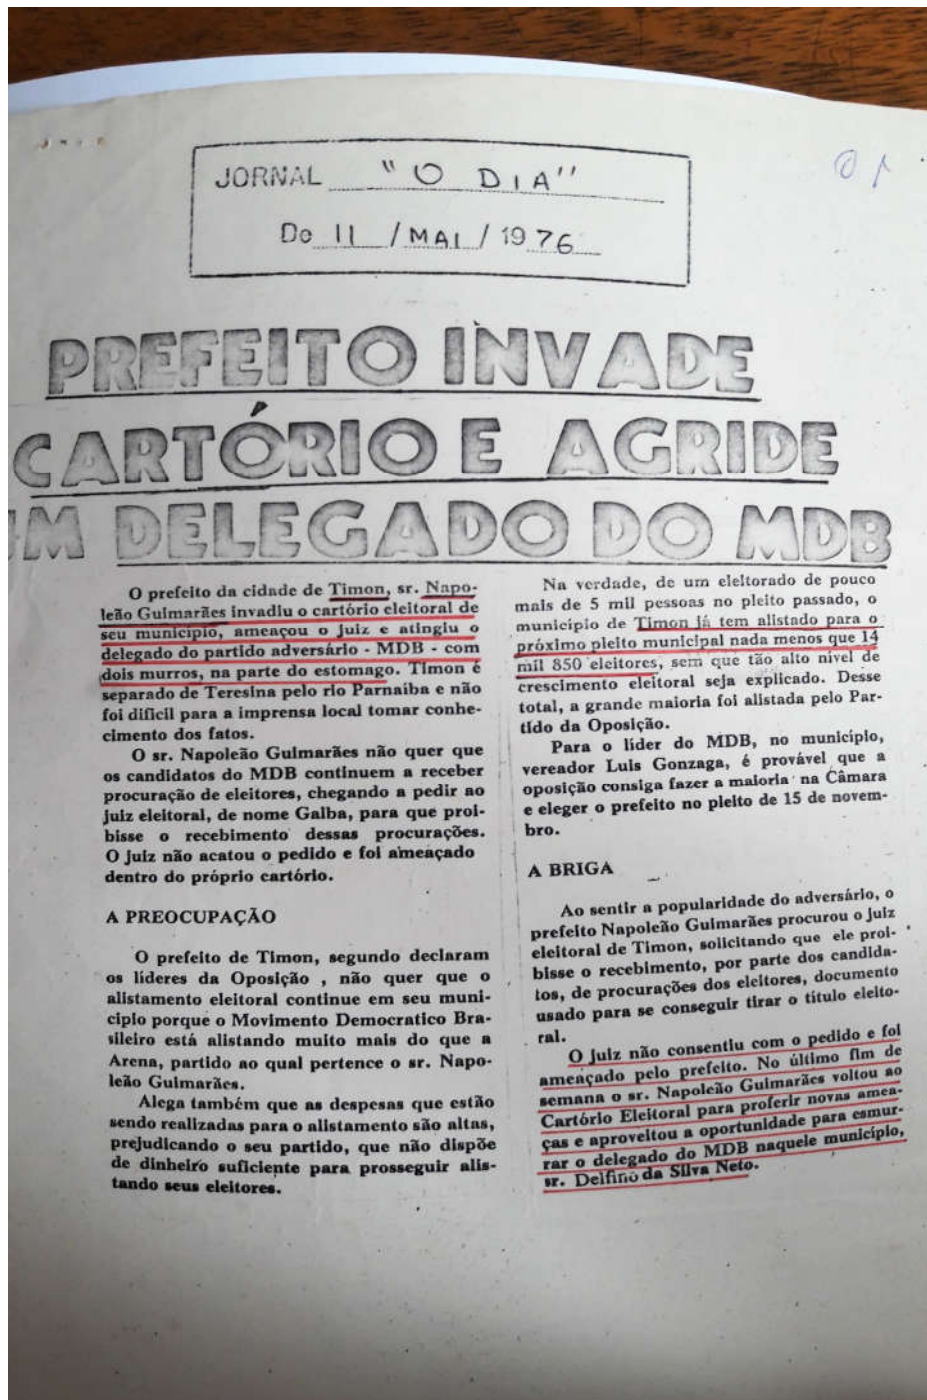 JORNAL "O DIA"
De 11 / MAI / 1976
01
PREFEITO INVADE
CARTÓRIO E AGRIDE
UM DELEGADO DO MDB
O prefeito da cidade de Timon, sr. Napo-
leão Guimarães invadiu o cartório eleitoral de
seu município, ameaçou o Juiz e atingiu o
delegado do partido adversário - MDB - com
dois murros, na parte do estomago. Timon é
separado de Teresina pelo rio Parnaiba e não
foi dificil para a imprensa local tomar conhe-
cimento dos fatos.
O sr. Napoleão Guimarães não quer que
os candidatos do MDB continuem a receber
procuração de eleitores, chegando a pedir ao
juiz eleitoral, de nome Galba, para que proi-
bisse o recebimento dessas procurações.
O Juiz não acatou o pedido e foi ameaçado
dentro do próprio cartório.
A PREOCUPAÇÃO
O prefeito de Timon, segundo declaram
os líderes da Oposição , não quer que o
alistamento eleitoral continue em seu muni-
cipio porque o Movimento Democratico Bra-
sileiro está alistando muito mais do que a
Arena, partido ao qual pertence o sr. Napo-
leão Guimarães.
Alega também que as despesas que estão
sendo realizadas para o alistamento são altas,
prejudicando o seu partido, que não dispõe
de dinheiro suficiente para prosseguir alis-
tando seus eleitores.
Na verdade, de um eleitorado de pouco
mais de 5 mil pessoas no pleito passado, o
município de Timon já tem alistado para o
próximo pleito municipal nada menos que 14
mil 850 eleitores, sem que tão alto nível de
crescimento eleitoral seja explicado. Desse
total, a grande maioria foi alistada pelo Par-
tido da Oposição.
Para o líder do MDB, no município,
vereador Luis Gonzaga, é provável que a
oposição consiga fazer a maioria na Câmara
e eleger o prefeito no pleito de 15 de novem-
bro.
A BRIGA
Ao sentir a popularidade do adversário, o
prefeito Napoleão Guimarães procurou o Juiz
eleitoral de Timon, solicitando que ele proi-
bisse o recebimento, por parte dos candida-
tos, de procurações dos eleitores, documento
usado para se conseguir tirar o título eleito-
ral.
O Juiz não consentiu com o pedido e foi
ameaçado pelo prefeito. No último fim de
semana o sr. Napoleão Guimarães voltou ao
Cartório Eleitoral para proferir novas amea-
ças e aproveitou a oportunidade para esmur-
rar o delegado do MDB naquele município,
sr. Delfino da Silva Neto.